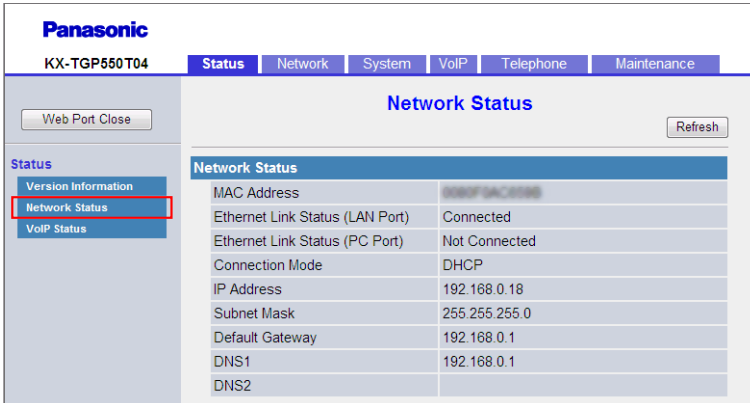 Panasonic
KX-TGP550T04
Status Network System VoIP Telephone Maintenance
Web Port Close
Network Status
Refresh
Status
Version Information
Network Status
VoIP Status
Network Status
MAC Address
Ethernet Link Status (LAN Port) Connected
Ethernet Link Status (PC Port) Not Connected
Connection Mode DHCP
IP Address 192.168.0.18
Subnet Mask 255.255.255.0
Default Gateway 192.168.0.1
DNS1 192.168.0.1
DNS2